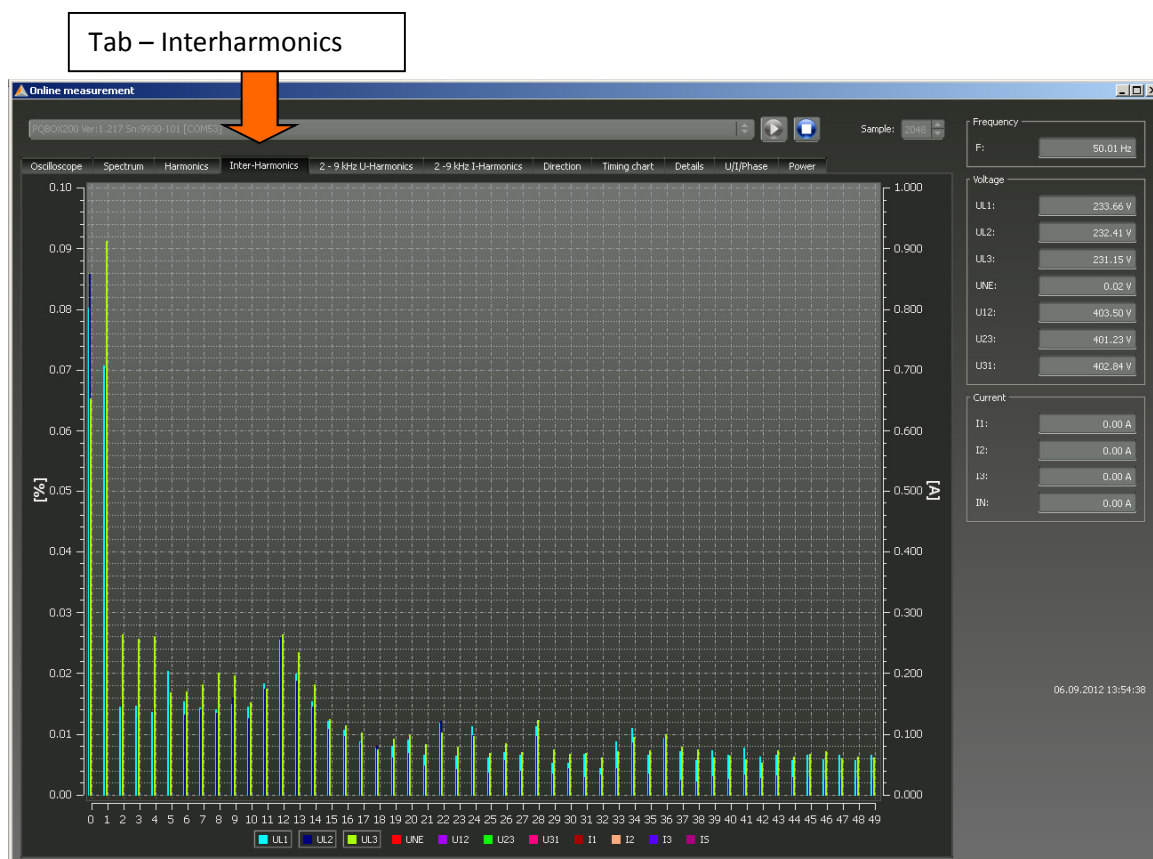 Tab – Interharmonics
Online measurement
PQBOX200 Ver:1.217 Sn:9930-101 [COM53]
Sample: 2048
Oscilloscope Spectrum Harmonics Inter-Harmonics 2 - 9 kHz U-Harmonics 2 -9 kHz I-Harmonics Direction Timing chart Details U/I/Phase Power
Frequency
F: 50.01 Hz
Voltage
UL1: 233.66 V
UL2: 232.41 V
UL3: 231.15 V
UNE: 0.02 V
U12: 403.50 V
U23: 401.23 V
U31: 402.84 V
Current
I1: 0.00 A
I2: 0.00 A
I3: 0.00 A
IN: 0.00 A
06.09.2012 13:54:38
0.10 1.000
0.09 0.900
0.08 0.800
0.07 0.700
0.06 0.600
[%] 0.05 0.500 [A]
0.04 0.400
0.03 0.300
0.02 0.200
0.01 0.100
0.00 0.000
0 1 2 3 4 5 6 7 8 9 10 11 12 13 14 15 16 17 18 19 20 21 22 23 24 25 26 27 28 29 30 31 32 33 34 35 36 37 38 39 40 41 42 43 44 45 46 47 48 49
UL1 UL2 UL3 UNE U12 U23 U31 I1 I2 I3 IS